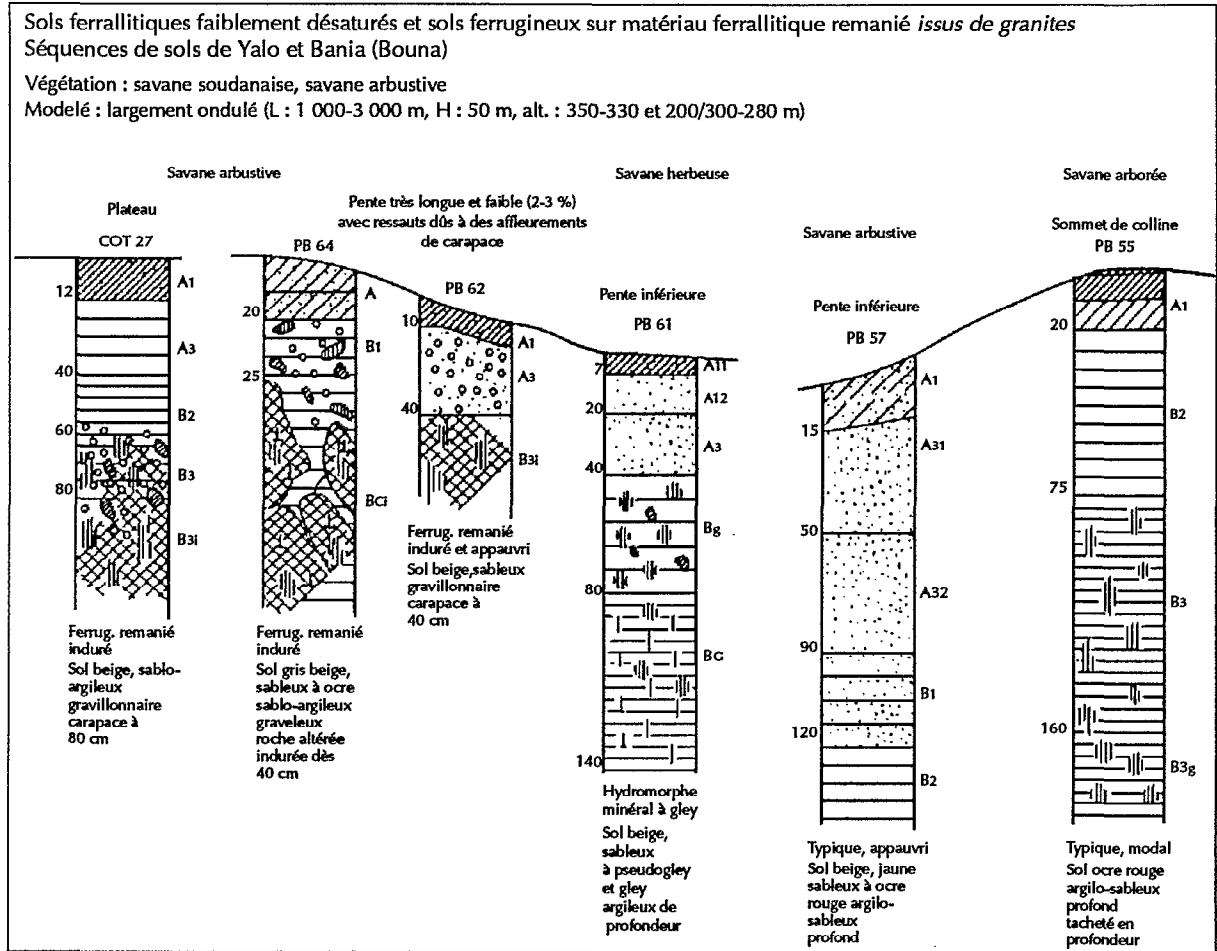 Sols ferrallitiques faiblement désaturés et sols ferrugineux sur matériau ferrallitique remanié issus de granites
Séquences de sols de Yalo et Bania (Bouna)
Végétation : savane soudanaise, savane arbustive
Modelé : largement ondulé (L : 1 000-3 000 m, H : 50 m, alt. : 350-330 et 200/300-280 m)
Savane arbustive
Plateau
COT 27
12
40
60
80
A1
A3
B2
B3
B3i
Ferrug. remanié
induré
Sol beige, sablo-
argileux
gravillonnaire
carapace à
80 cm
PB 64
20
25
A
B1
BCi
Ferrug. remanié
induré
Sol gris beige,
sableux à ocre
sablo-argileux
graveleux
roche altérée
indurée dès
40 cm
Pente très longue et faible (2-3 %)
avec ressauts dûs à des affleurements
de carapace
PB 62
10
40
A1
A3
B3i
Ferrug. remanié
induré et appauvri
Sol beige,sableux
gravillonnaire
carapace à
40 cm
Savane herbeuse
Pente inférieure
PB 61
7
20
40
80
140
A11
A12
A3
Bg
BG
Hydromorphe
minéral à gley
Sol beige,
sableux
à pseudogley
et gley
argileux de
profondeur
Savane arbustive
Pente inférieure
PB 57
15
50
90
120
A1
A31
A32
B1
B2
Typique, appauvri
Sol beige, jaune
sableux à ocre
rouge argilo-
sableux
profond
Savane arborée
Sommet de colline
PB 55
20
75
160
A1
B2
B3
B3g
Typique, modal
Sol ocre rouge
argilo-sableux
profond
tacheté en
profondeur